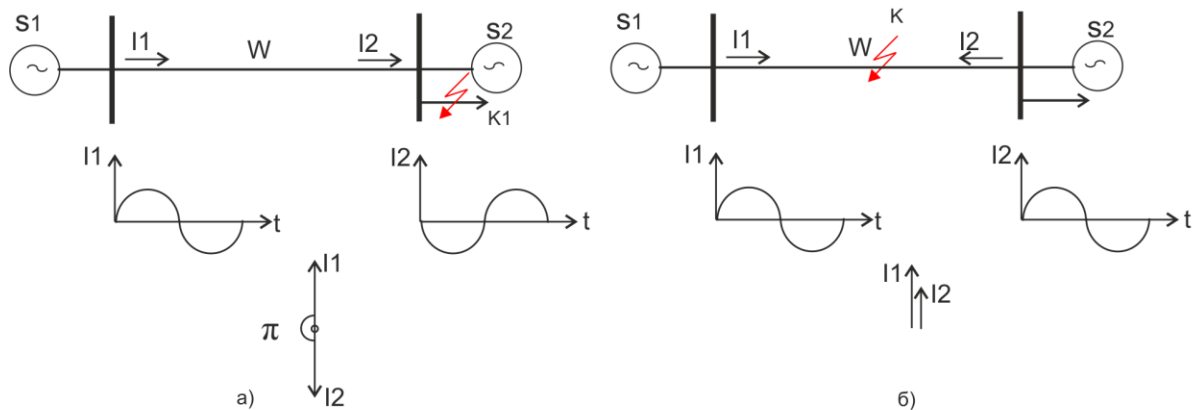 S1 I1 W I2 S2
K1
I1 t I2 t
I1
π
I2
а)
S1 I1 W K I2 S2
I1 t I2 t
I1 I2
б)